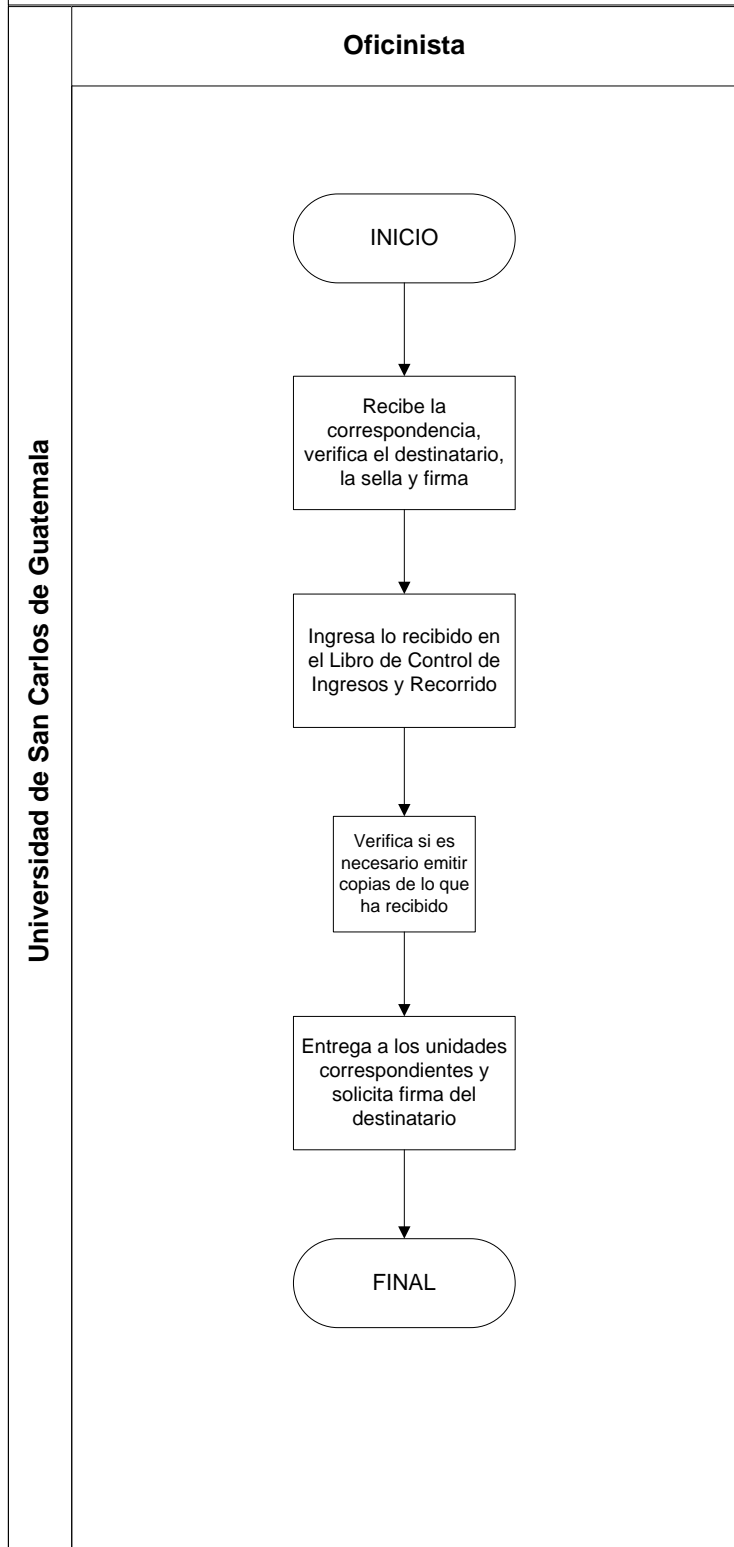 Oficinista
Universidad de San Carlos de Guatemala
INICIO
Recibe la
correspondencia,
verifica el destinatario,
la sella y firma
Ingresa lo recibido en
el Libro de Control de
Ingresos y Recorrido
Verifica si es
necesario emitir
copias de lo que
ha recibido
Entrega a los unidades
correspondientes y
solicita firma del
destinatario
FINAL